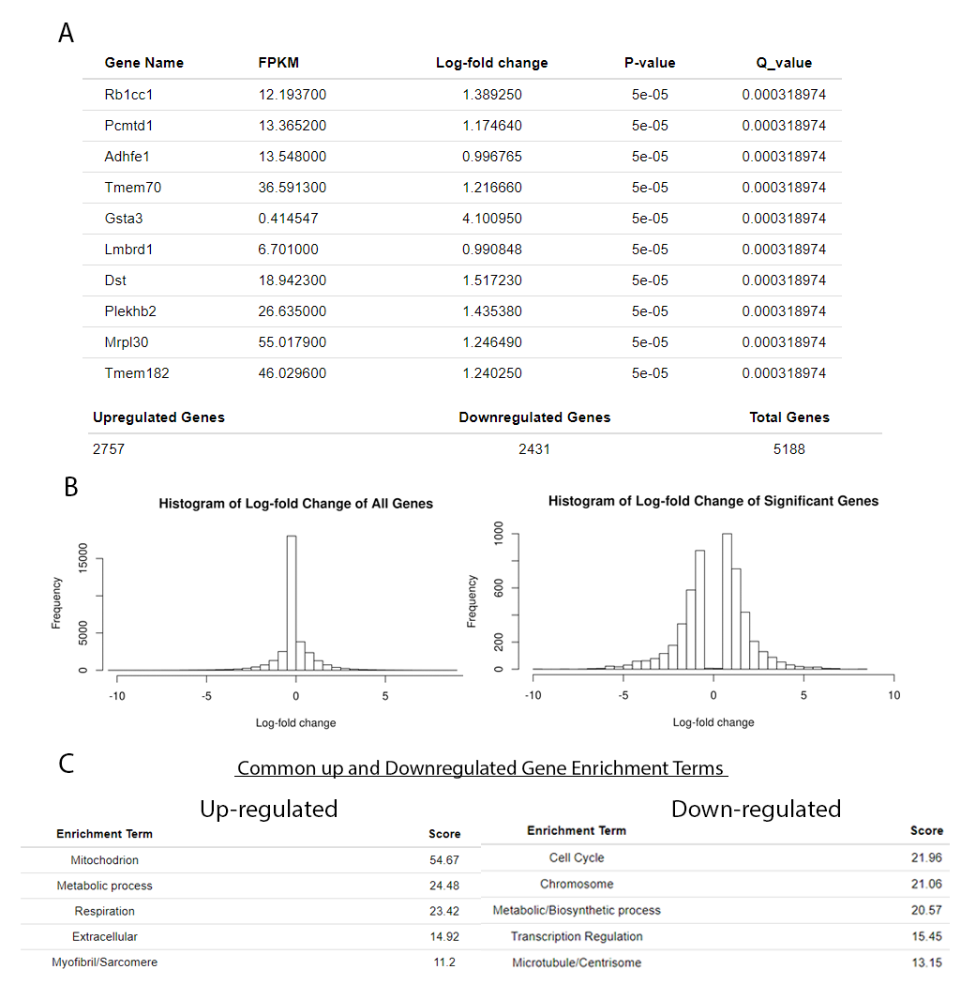 A
Gene Name FPKM Log-fold change P-value Q_value
Rb1cc1 12.193700 1.389250 5e-05 0.000318974
Pcmtd1 13.365200 1.174640 5e-05 0.000318974
Adhfe1 13.548000 0.996765 5e-05 0.000318974
Tmem70 36.591300 1.216660 5e-05 0.000318974
Gsta3 0.414547 4.100950 5e-05 0.000318974
Lmbrd1 6.701000 0.990848 5e-05 0.000318974
Dst 18.942300 1.517230 5e-05 0.000318974
Plekhb2 26.635000 1.435380 5e-05 0.000318974
Mrpl30 55.017900 1.246490 5e-05 0.000318974
Tmem182 46.029600 1.240250 5e-05 0.000318974
Upregulated Genes Downregulated Genes Total Genes
2757 2431 5188
B
Histogram of Log-fold Change of All Genes
Frequency
15000
5000
0
-10 -5 0 5
Log-fold change
Histogram of Log-fold Change of Significant Genes
Frequency
1000
600
200
0
-10 -5 0 5 10
Log-fold change
C
Common up and Downregulated Gene Enrichment Terms
Up-regulated
Enrichment Term Score
Mitochodrion 54.67
Metabolic process 24.48
Respiration 23.42
Extracellular 14.92
Myofibril/Sarcomere 11.2
Down-regulated
Enrichment Term Score
Cell Cycle 21.96
Chromosome 21.06
Metabolic/Biosynthetic process 20.57
Transcription Regulation 15.45
Microtubule/Centrisome 13.15